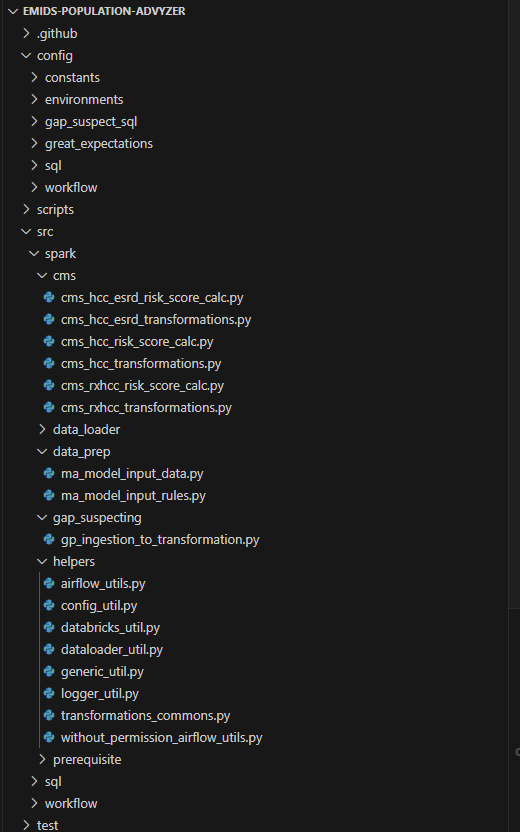 EMIDS-POPULATION-ADVYZER
.github
config
constants
environments
gap_suspect_sql
great_expectations
sql
workflow
scripts
src
spark
cms
cms_hcc_esrd_risk_score_calc.py
cms_hcc_esrd_transformations.py
cms_hcc_risk_score_calc.py
cms_hcc_transformations.py
cms_rxhcc_risk_score_calc.py
cms_rxhcc_transformations.py
data_loader
data_prep
ma_model_input_data.py
ma_model_input_rules.py
gap_suspecting
gp_ingestion_to_transformation.py
helpers
airflow_utils.py
config_util.py
databricks_util.py
dataloader_util.py
generic_util.py
logger_util.py
transformations_commons.py
without_permission_airflow_utils.py
prerequisite
sql
workflow
test